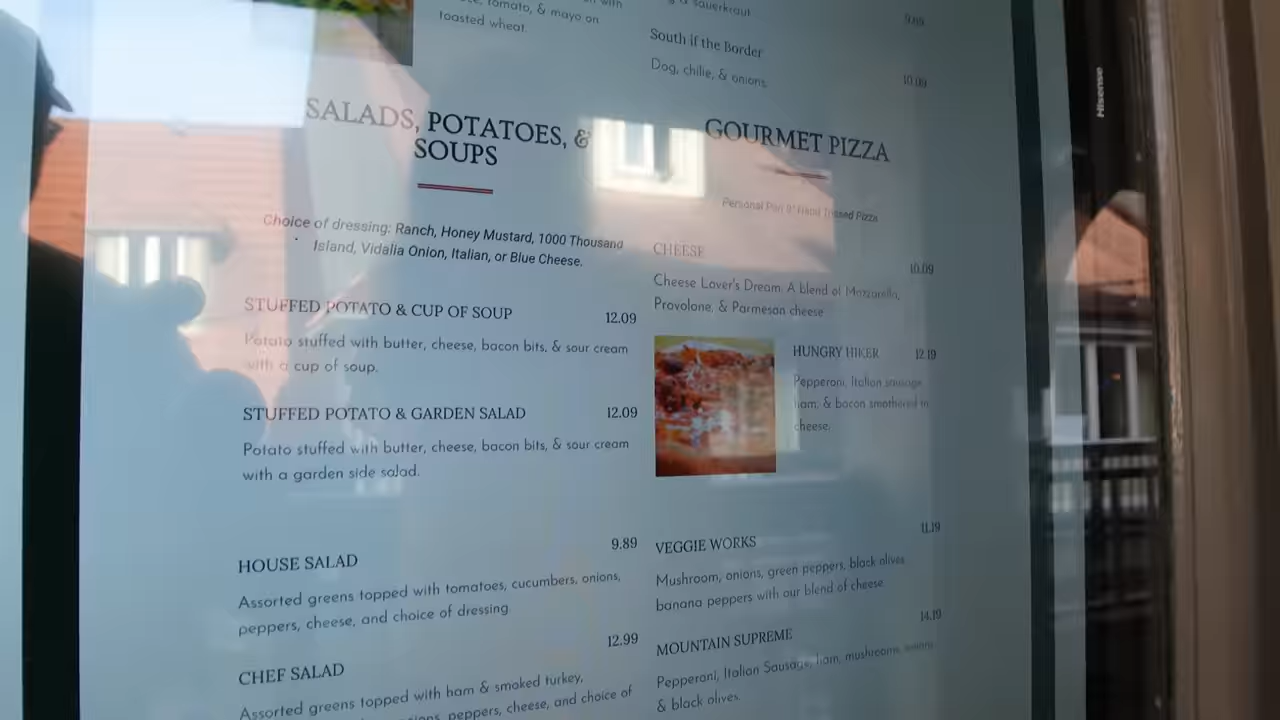 tomato, & mayo on
toasted wheat.
SALADS, POTATOES, &
SOUPS
Choice of dressing: Ranch, Honey Mustard, 1000 Thousand
Island, Vidalia Onion, Italian, or Blue Cheese.
STUFFED POTATO & CUP OF SOUP
12.09
Potato stuffed with butter, cheese, bacon bits, & sour cream
with a cup of soup.
STUFFED POTATO & GARDEN SALAD
12.09
Potato stuffed with butter, cheese, bacon bits, & sour cream
with a garden side salad.
9.89
HOUSE SALAD
Assorted greens topped with tomatoes, cucumbers, onions,
peppers, cheese, and choice of dressing
12.99
CHEF SALAD
Assorted greens topped with ham & smoked turkey,
peppers, cheese, and choice of
sauerkraut
9.89
South if the Border
Dog, chilie, & onions
10.09
GOURMET PIZZA
Personal Pan 9" Hand Tossed Pizza
CHEESE
10.09
Cheese Lover's Dream. A blend of Mozzarella,
Provolone, & Parmesan cheese
HUNGRY HIKER
12.19
Pepperoni, Italian sausage,
ham, & bacon smothered in
cheese.
11.19
VEGGIE WORKS
Mushroom, onions, green peppers, black olives
banana peppers with our blend of cheese
14.19
MOUNTAIN SUPREME
Pepperoni, Italian Sausage, ham, mushrooms, onions
& black olives.
Hisense